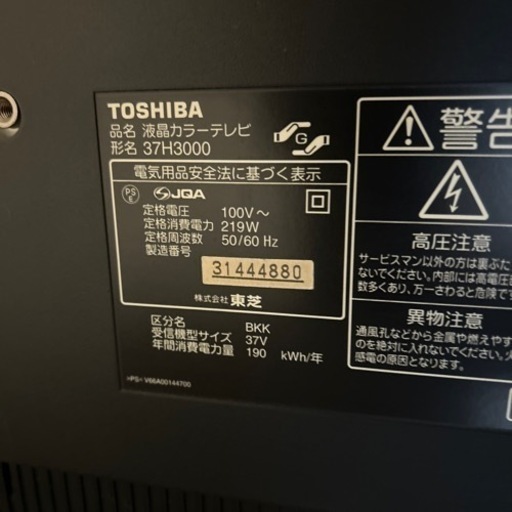 TOSHIBA
品名 液晶カラーテレビ
形名 37H3000
G
電気用品安全法に基づく表示
PS
E
JQA
定格電圧 100V～
定格消費電力 219W
定格周波数 50/60 Hz
製造番号
31444880
株式会社 東芝
区分名 BKK
受信機型サイズ 37V
年間消費電力量 190 kWh/年
>PS< V66A00144700
警告
高圧注意
サービスマン以外の方は裏ぶた
ないでください。内部には高電圧
数多くあり、万一さわると危険です
異物注意
通風孔などから金属や燃えやす
のを絶対に入れないでください。
感電の原因となります。